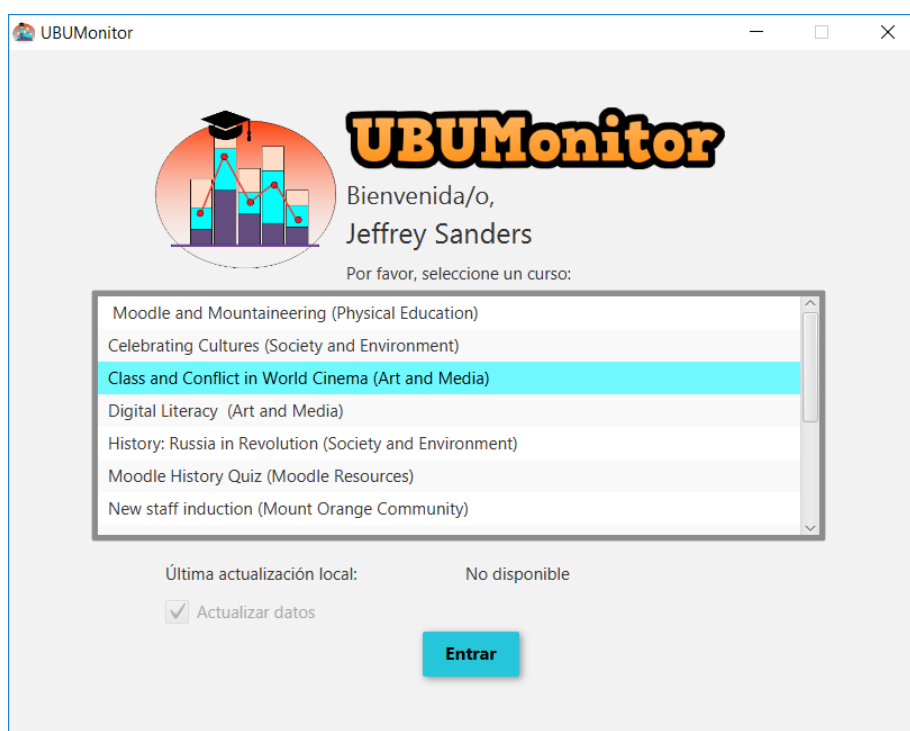 UBUMonitor
UBUMonitor
Bienvenida/o,
Jeffrey Sanders
Por favor, seleccione un curso:
Moodle and Mountaineering (Physical Education)
Celebrating Cultures (Society and Environment)
Class and Conflict in World Cinema (Art and Media)
Digital Literacy (Art and Media)
History: Russia in Revolution (Society and Environment)
Moodle History Quiz (Moodle Resources)
New staff induction (Mount Orange Community)
Última actualización local: No disponible
Actualizar datos
Entrar